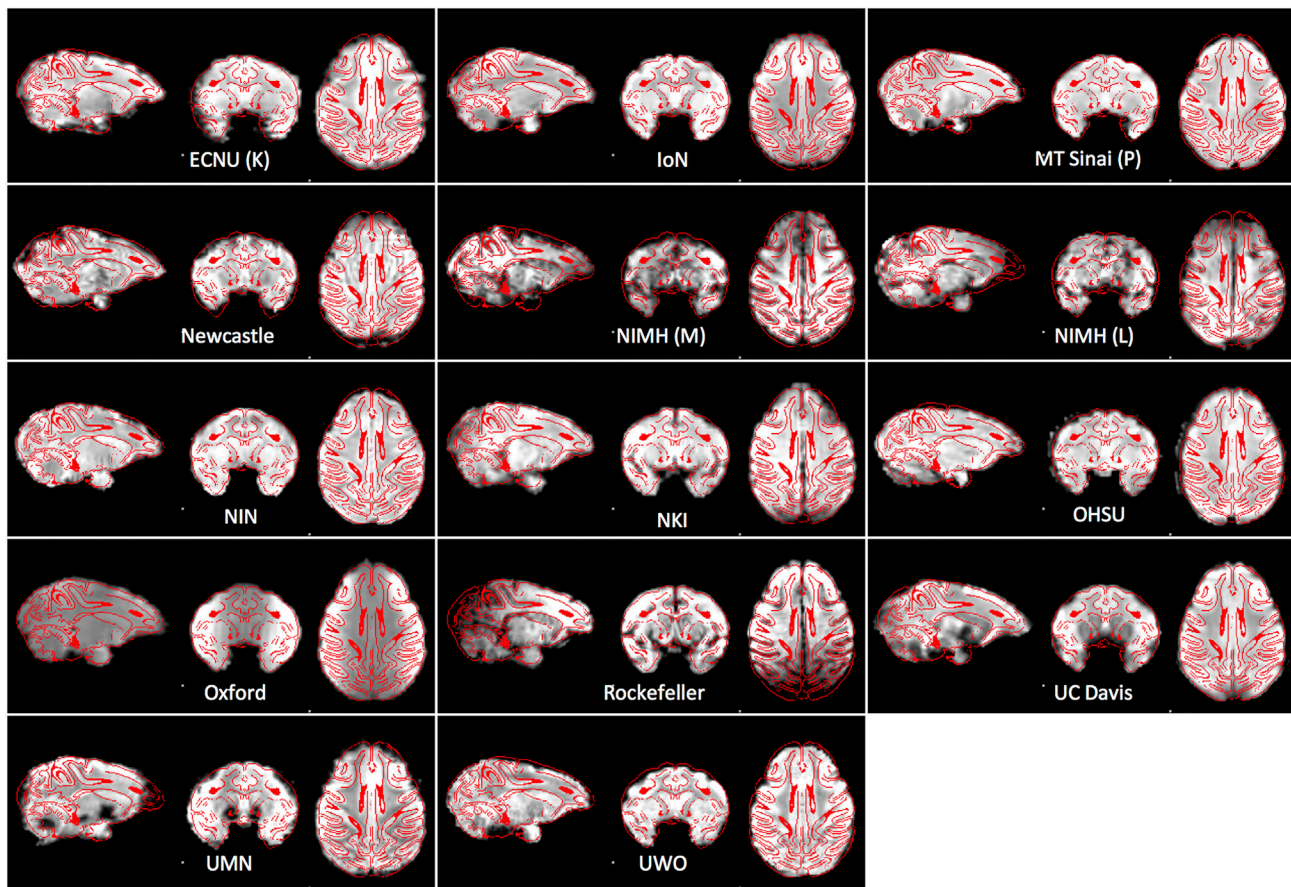 ECNU (K)
IoN
MT Sinai (P)
Newcastle
NIMH (M)
NIMH (L)
NIN
NKI
OHSU
Oxford
Rockefeller
UC Davis
UMN
UWO